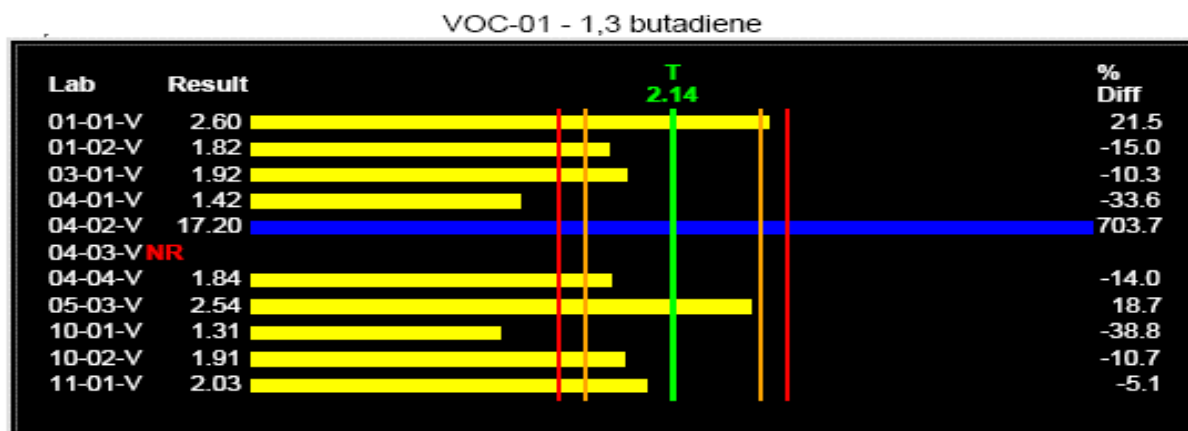 VOC-01 - 1,3 butadiene
Lab Result T 2.14 % Diff
01-01-V 2.60 21.5
01-02-V 1.82 -15.0
03-01-V 1.92 -10.3
04-01-V 1.42 -33.6
04-02-V 17.20 703.7
04-03-V NR
04-04-V 1.84 -14.0
05-03-V 2.54 18.7
10-01-V 1.31 -38.8
10-02-V 1.91 -10.7
11-01-V 2.03 -5.1